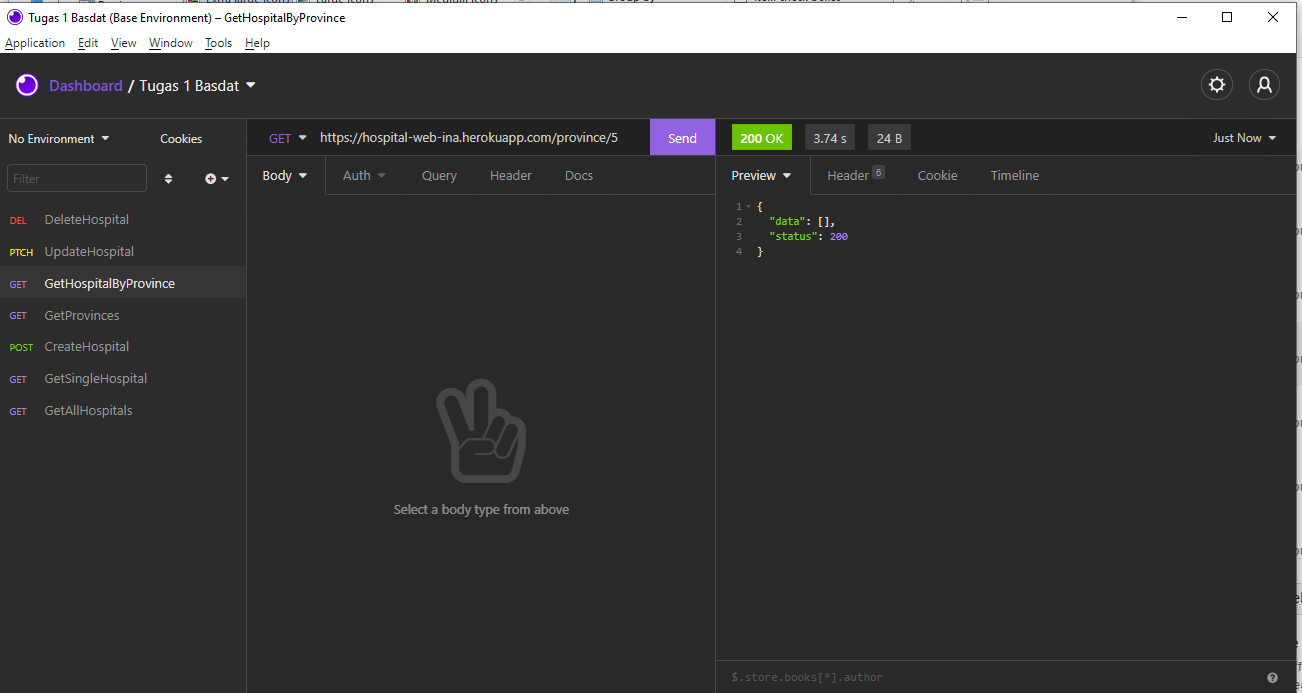 Tugas 1 Basdat (Base Environment) – GetHospitalByProvince
Application Edit View Window Tools Help
Dashboard / Tugas 1 Basdat
No Environment
Cookies
Filter
DEL DeleteHospital
PTCH UpdateHospital
GET GetHospitalByProvince
GET GetProvinces
POST CreateHospital
GET GetSingleHospital
GET GetAllHospitals
GET https://hospital-web-ina.herokuapp.com/province/5 Send
Body Auth Query Header Docs
Select a body type from above
200 OK 3.74 s 24 B Just Now
Preview Header 6 Cookie Timeline
1 {
2 "data": [],
3 "status": 200
4 }
$.store.books[*].author